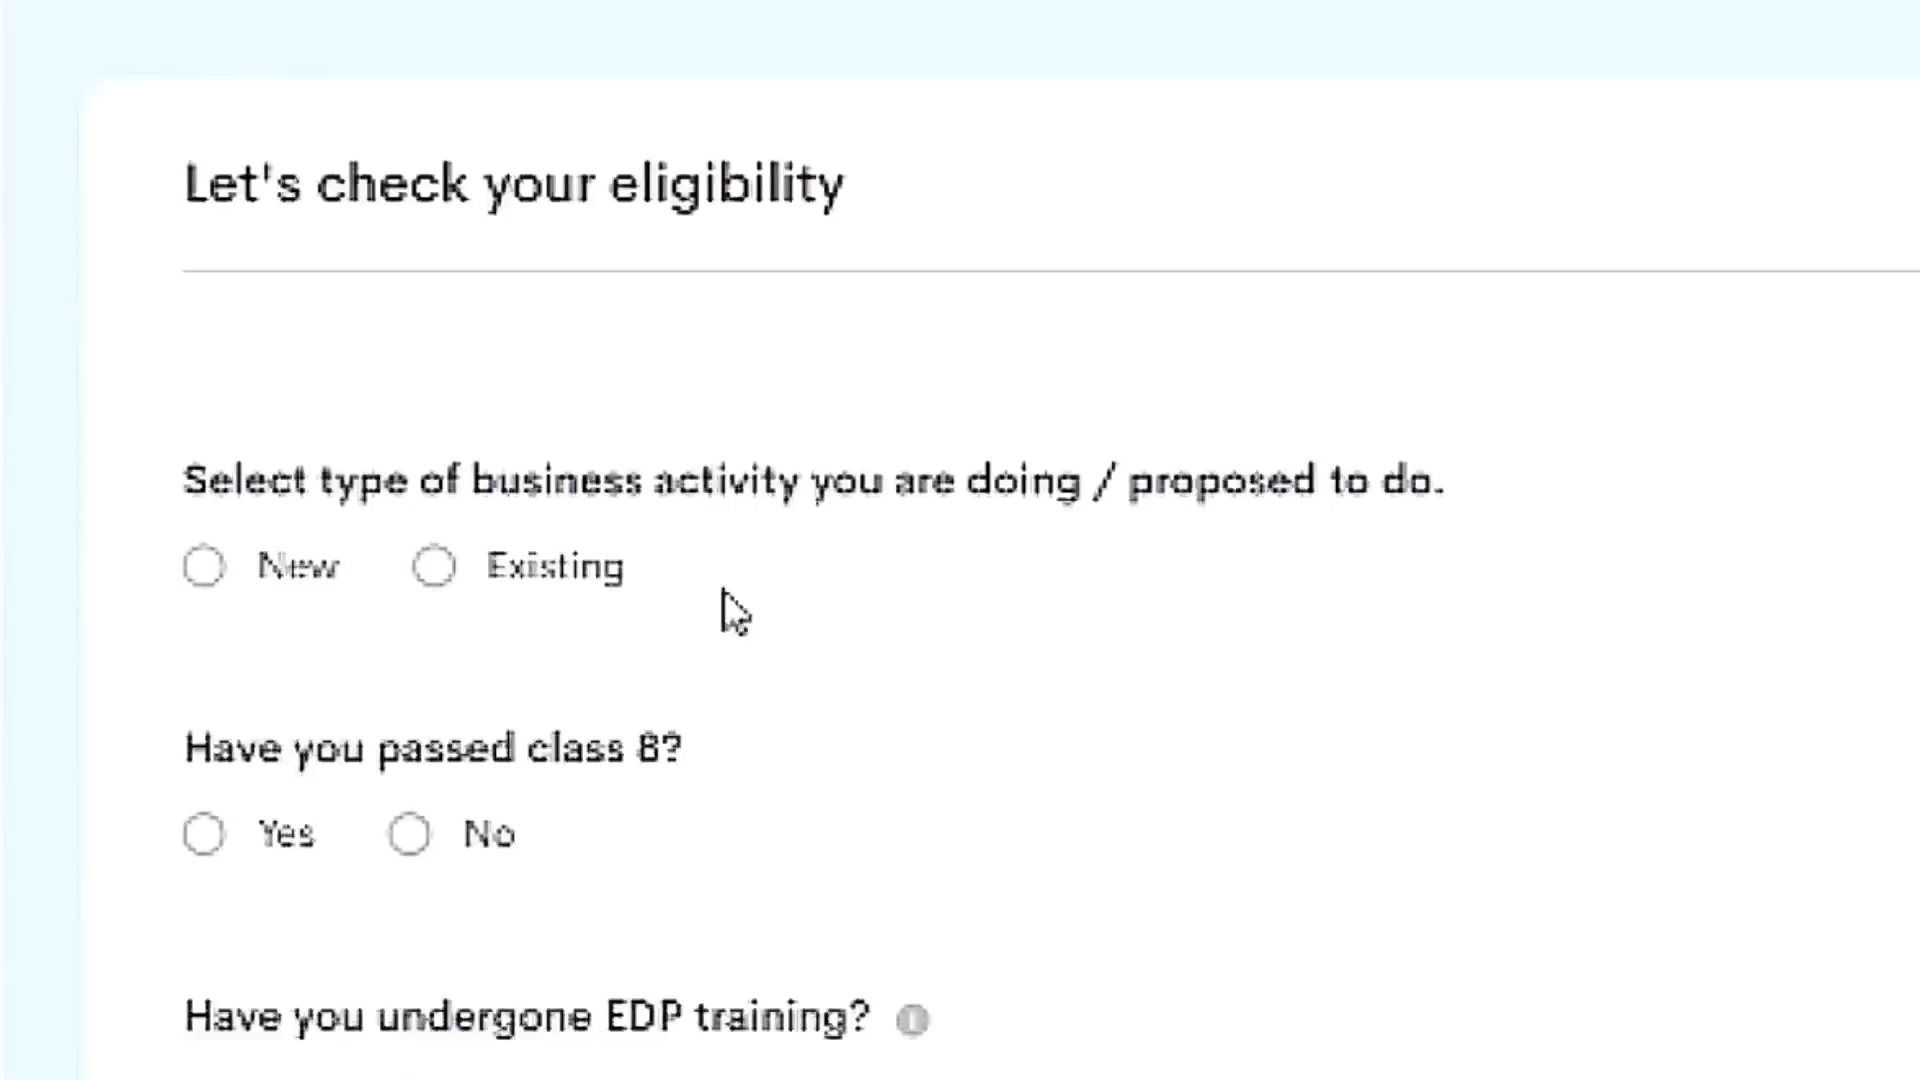 Let's check your eligibility
Select type of business activity you are doing / proposed to do.
New Existing
Have you passed class 8?
Yes No
Have you undergone EDP training?